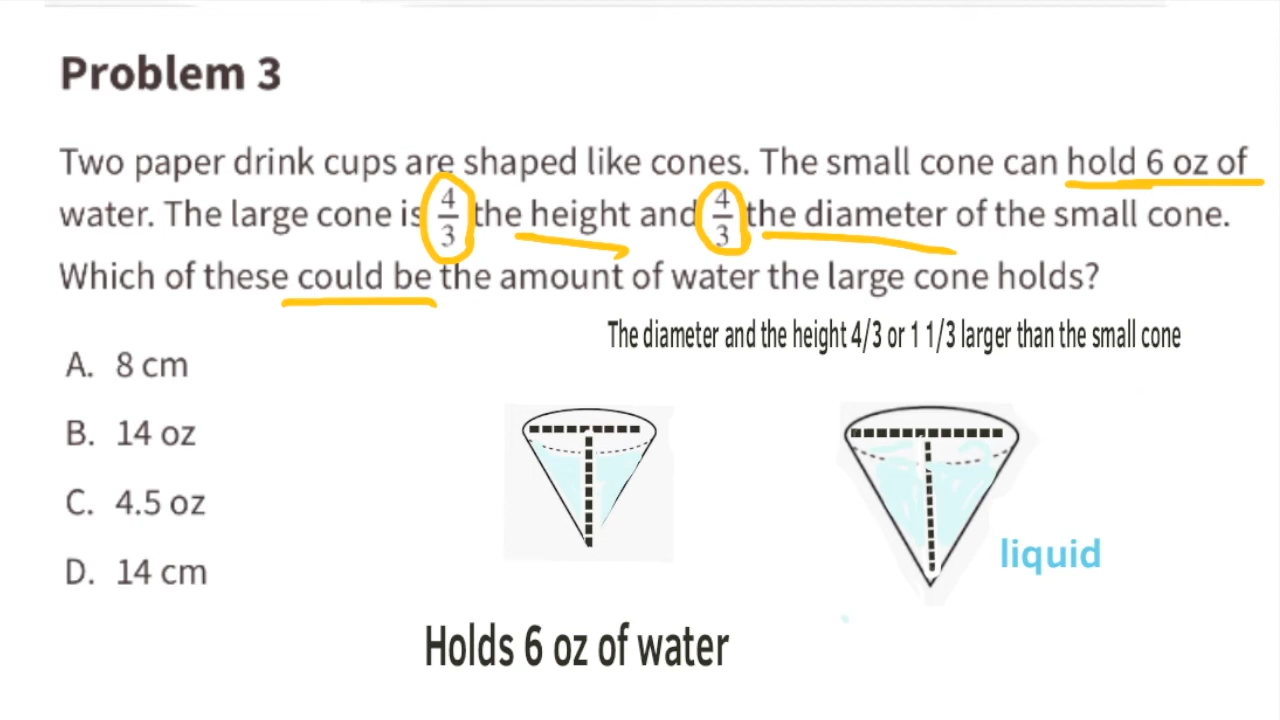 Problem 3
Two paper drink cups are shaped like cones. The small cone can hold 6 oz of
water. The large cone is 4/3 the height and 4/3 the diameter of the small cone.
Which of these could be the amount of water the large cone holds?
The diameter and the height 4/3 or 1 1/3 larger than the small cone
A. 8 cm
B. 14 oz
C. 4.5 oz
D. 14 cm
liquid
Holds 6 oz of water